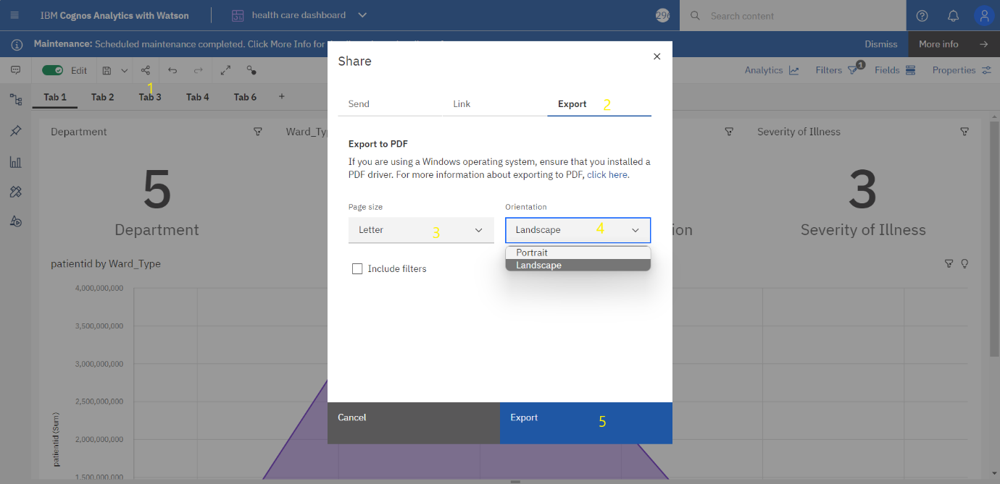 IBM Cognos Analytics with Watson
health care dashboard
Search content
Maintenance: Scheduled maintenance completed. Click More Info for
Dismiss
More info
Edit
1
Analytics
Filters
1
Fields
Properties
Tab 1
Tab 2
Tab 3
Tab 4
Tab 6
+
Share
Send
Link
Export
2
Export to PDF
If you are using a Windows operating system, ensure that you installed a
PDF driver. For more information about exporting to PDF, click here.
Page size
Orientation
Letter
3
Landscape
4
Portrait
Landscape
Include filters
Cancel
Export
5
Department
5
Department
Severity of Illness
3
Severity of Illness
patientid by Ward_Type
patientid (Sum)
4,000,000,000
3,500,000,000
3,000,000,000
2,500,000,000
2,000,000,000
1,500,000,000